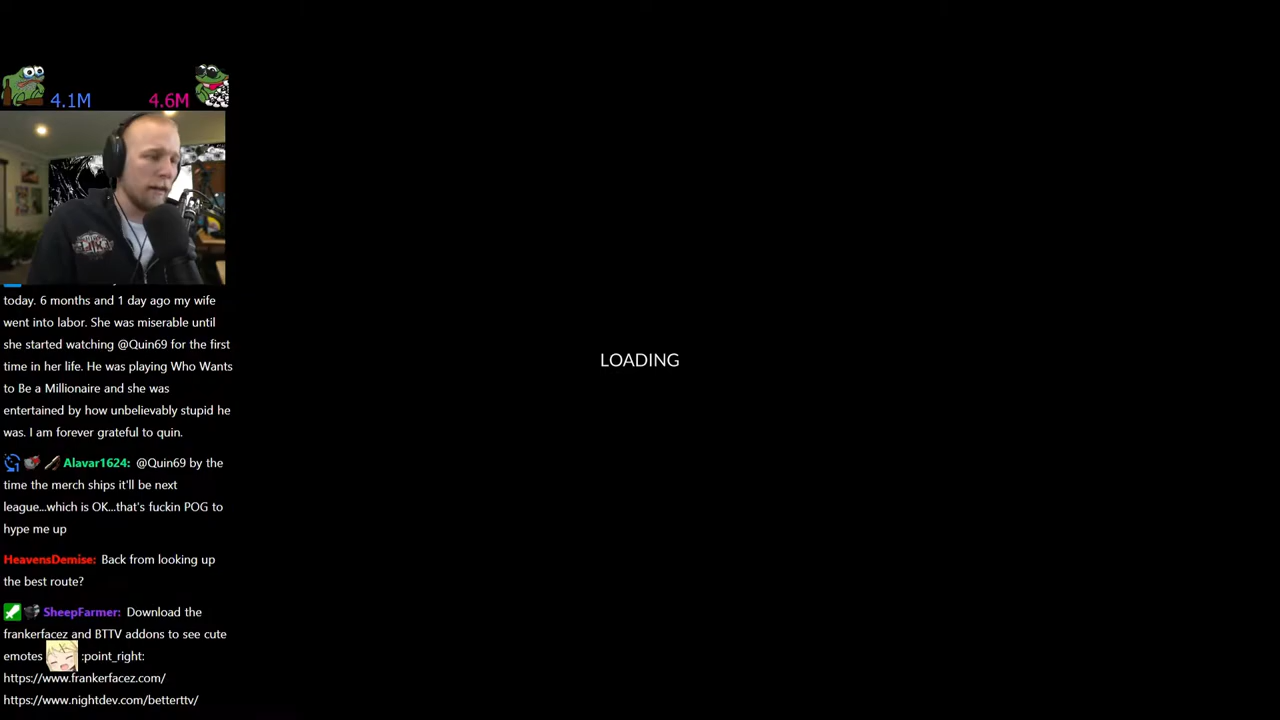 4.1M 4.6M
today. 6 months and 1 day ago my wife
went into labor. She was miserable until
she started watching @Quin69 for the first
time in her life. He was playing Who Wants
to Be a Millionaire and she was
entertained by how unbelievably stupid he
was. I am forever grateful to quin.
LOADING
Alavar1624: @Quin69 by the
time the merch ships it'll be next
league...which is OK...that's fuckin POG to
hype me up
HeavensDemise: Back from looking up
the best route?
SheepFarmer: Download the
frankerfacez and BTTV addons to see cute
emotes :point_right:
https://www.frankerfacez.com/
https://www.nightdev.com/betterttv/